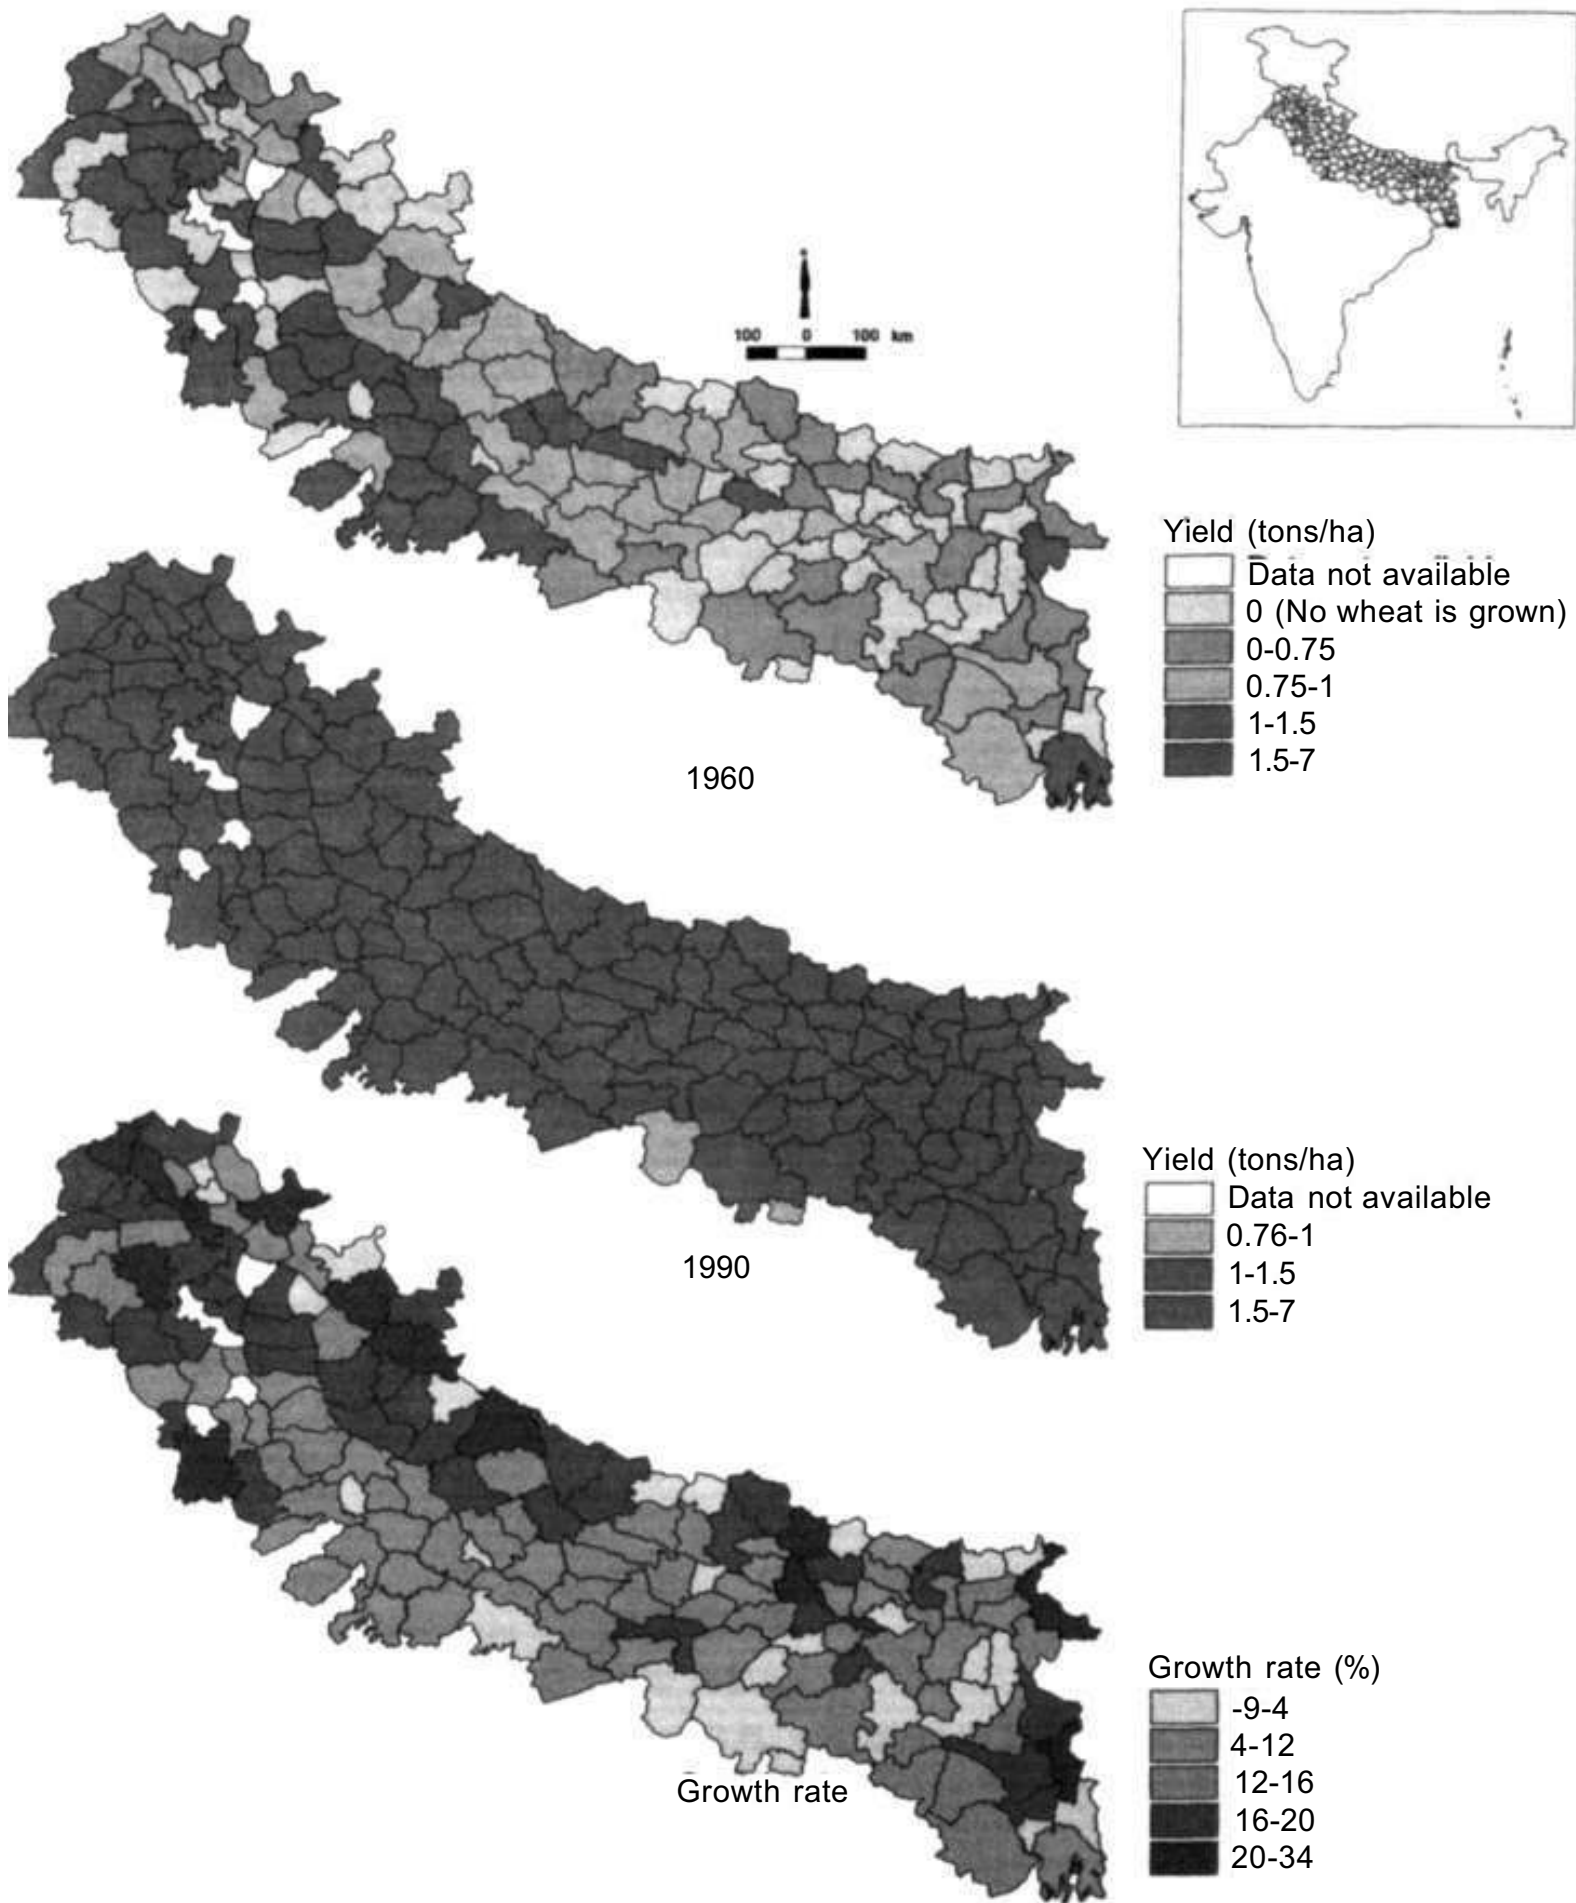 100 0 100 km
Yield (tons/ha)
Data not available
0 (No wheat is grown)
0-0.75
0.75-1
1-1.5
1.5-7
1960
Yield (tons/ha)
Data not available
0.76-1
1-1.5
1.5-7
1990
Growth rate (%)
-9-4
4-12
12-16
16-20
20-34
Growth rate